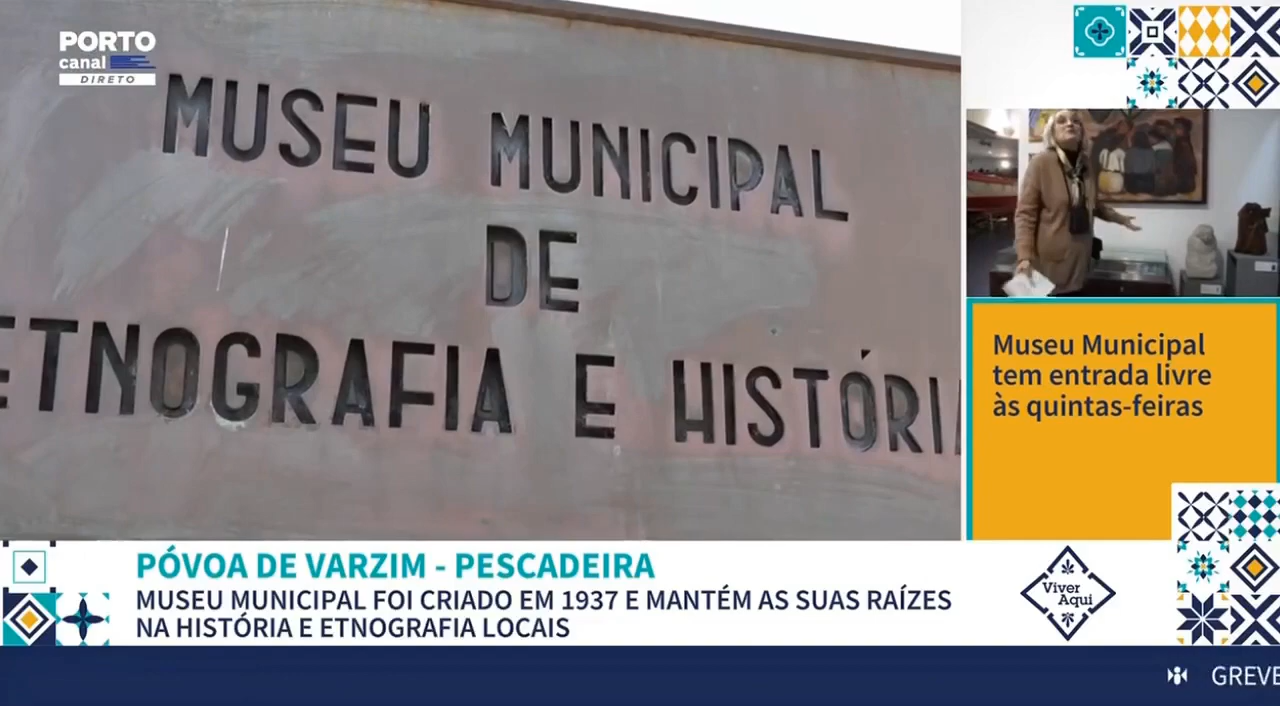 PORTO
canal
DIRETO
MUSEU MUNICIPAL
DE
ETNOGRAFIA E HISTÓRIA
Museu Municipal
tem entrada livre
às quintas-feiras
PÓVOA DE VARZIM - PESCADEIRA
MUSEU MUNICIPAL FOI CRIADO EM 1937 E MANTÉM AS SUAS RAÍZES
NA HISTÓRIA E ETNOGRAFIA LOCAIS
Viver
Aqui
GREVE